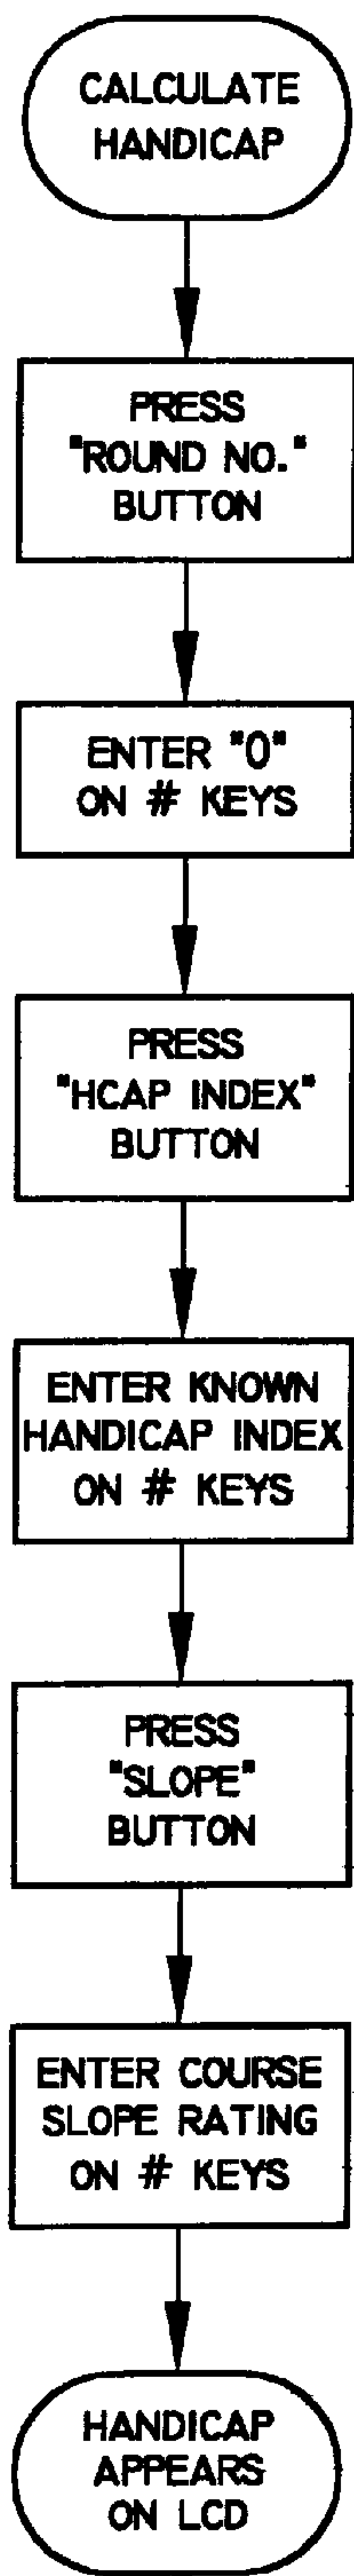 CALCULATE
HANDICAP
PRESS
"ROUND NO."
BUTTON
ENTER "0"
ON # KEYS
PRESS
"HCAP INDEX"
BUTTON
ENTER KNOWN
HANDICAP INDEX
ON # KEYS
PRESS
"SLOPE"
BUTTON
ENTER COURSE
SLOPE RATING
ON # KEYS
HANDICAP
APPEARS
ON LCD